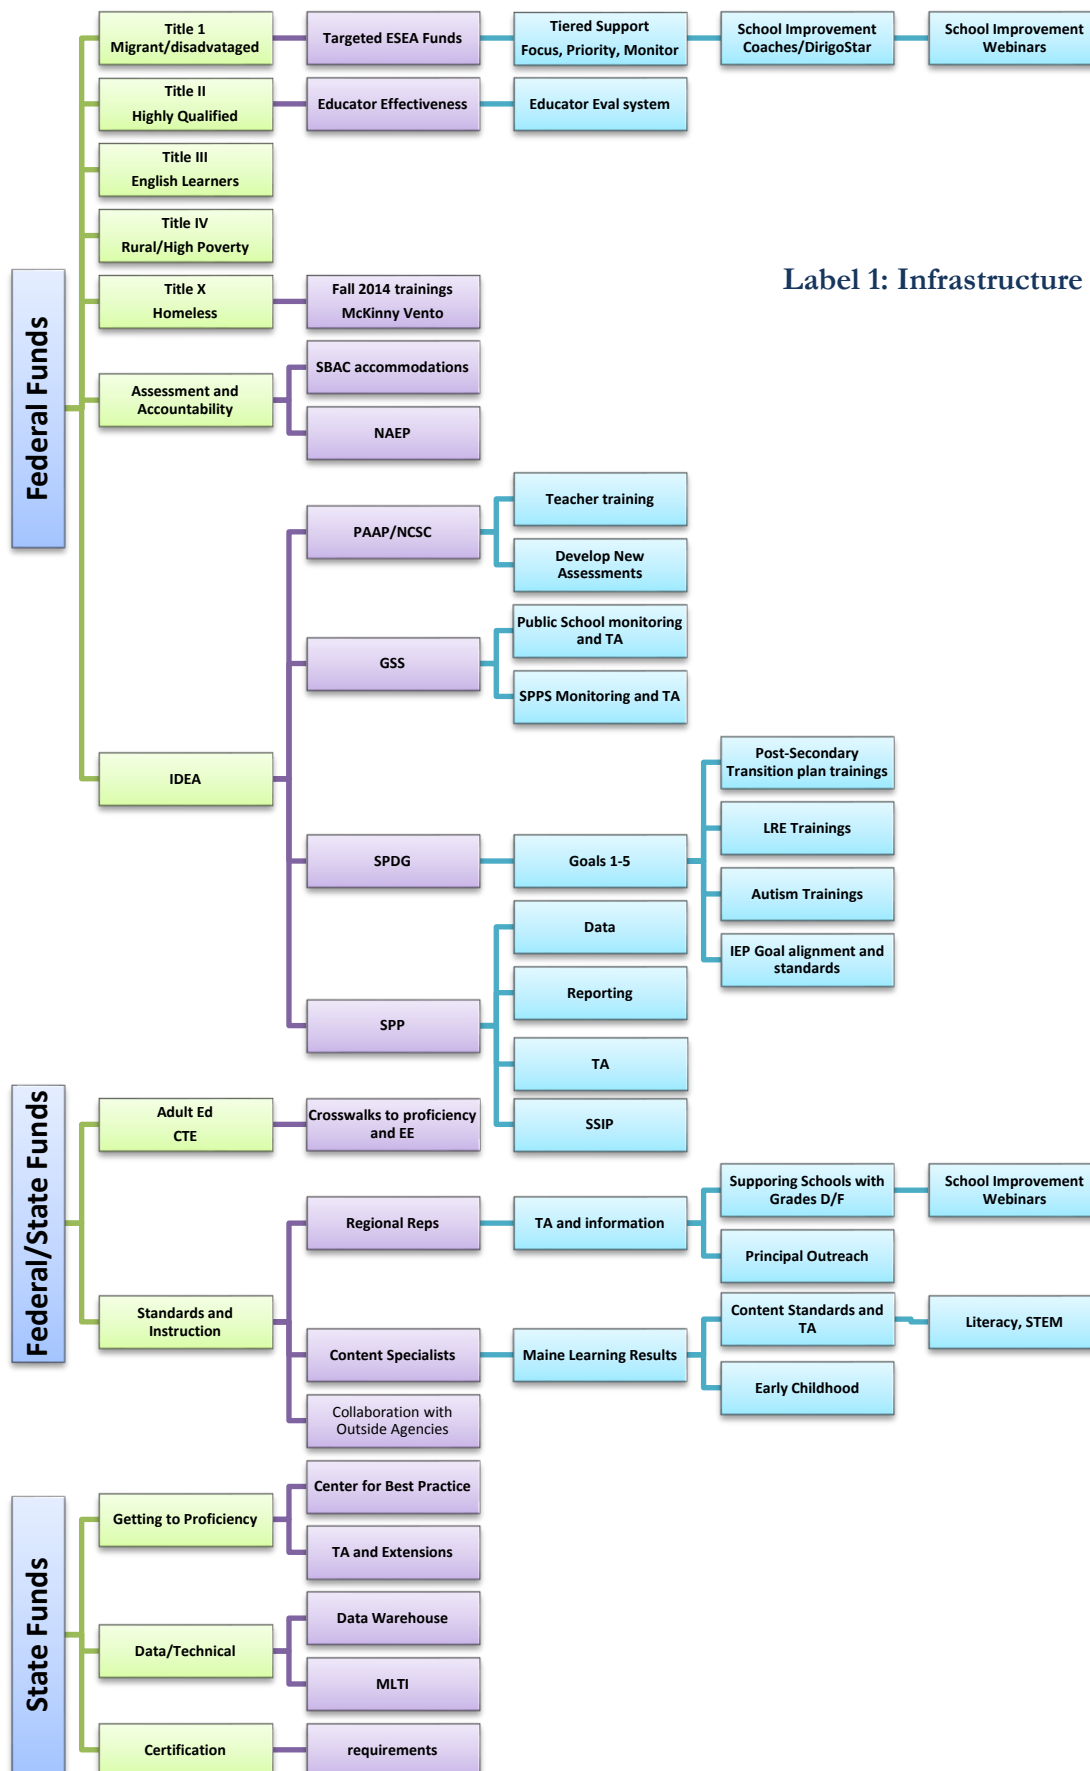 Title 1
Migrant/disadvataged
Targeted ESEA Funds
Tiered Support
Focus, Priority, Monitor
School Improvement
Coaches/DirigoStar
School Improvement
Webinars
Title II
Highly Qualified
Educator Effectiveness
Educator Eval system
Title III
English Learners
Title IV
Rural/High Poverty
Label 1: Infrastructure
Federal Funds
Title X
Homeless
Fall 2014 trainings
McKinny Vento
Assessment and
Accountability
SBAC accommodations
NAEP
IDEA
PAAP/NCSC
Teacher training
Develop New
Assessments
GSS
Public School monitoring
and TA
SPPS Monitoring and TA
SPDG
Goals 1-5
Post-Secondary
Transition plan trainings
LRE Trainings
Autism Trainings
IEP Goal alignment and
standards
SPP
Data
Reporting
TA
SSIP
Federal/State Funds
Adult Ed
CTE
Crosswalks to proficiency
and EE
Standards and
Instruction
Regional Reps
TA and information
Supporing Schools with
Grades D/F
School Improvement
Webinars
Principal Outreach
Content Specialists
Maine Learning Results
Content Standards and
TA
Literacy, STEM
Early Childhood
Collaboration with
Outside Agencies
State Funds
Getting to Proficiency
Center for Best Practice
TA and Extensions
Data/Technical
Data Warehouse
MLTI
Certification
requirements